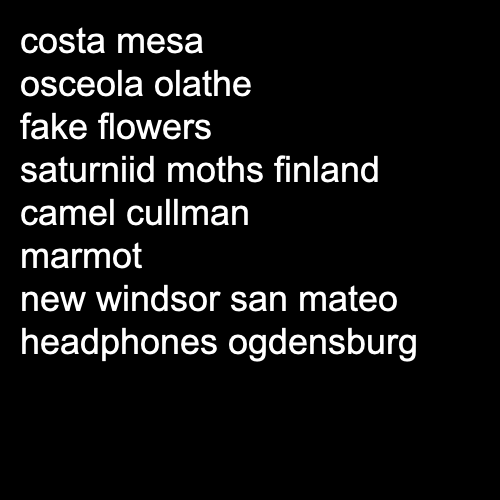 costa mesa
osceola olathe
fake flowers
saturniid moths finland
camel cullman
marmot
new windsor san mateo
headphones ogdensburg